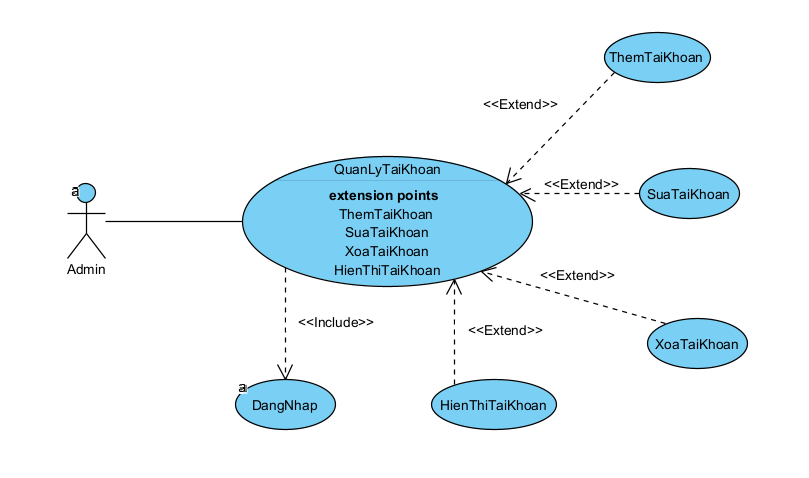 ThemTaiKhoan
<<Extend>>
QuanLyTaiKhoan
<<Extend>>
a
extension points
SuaTaiKhoan
ThemTaiKhoan
SuaTaiKhoan
XoaTaiKhoan
Admin
HienThiTaiKhoan
<<Extend>>
<<Include>>
<<Extend>>
XoaTaiKhoan
a
DangNhap
HienThiTaiKhoan